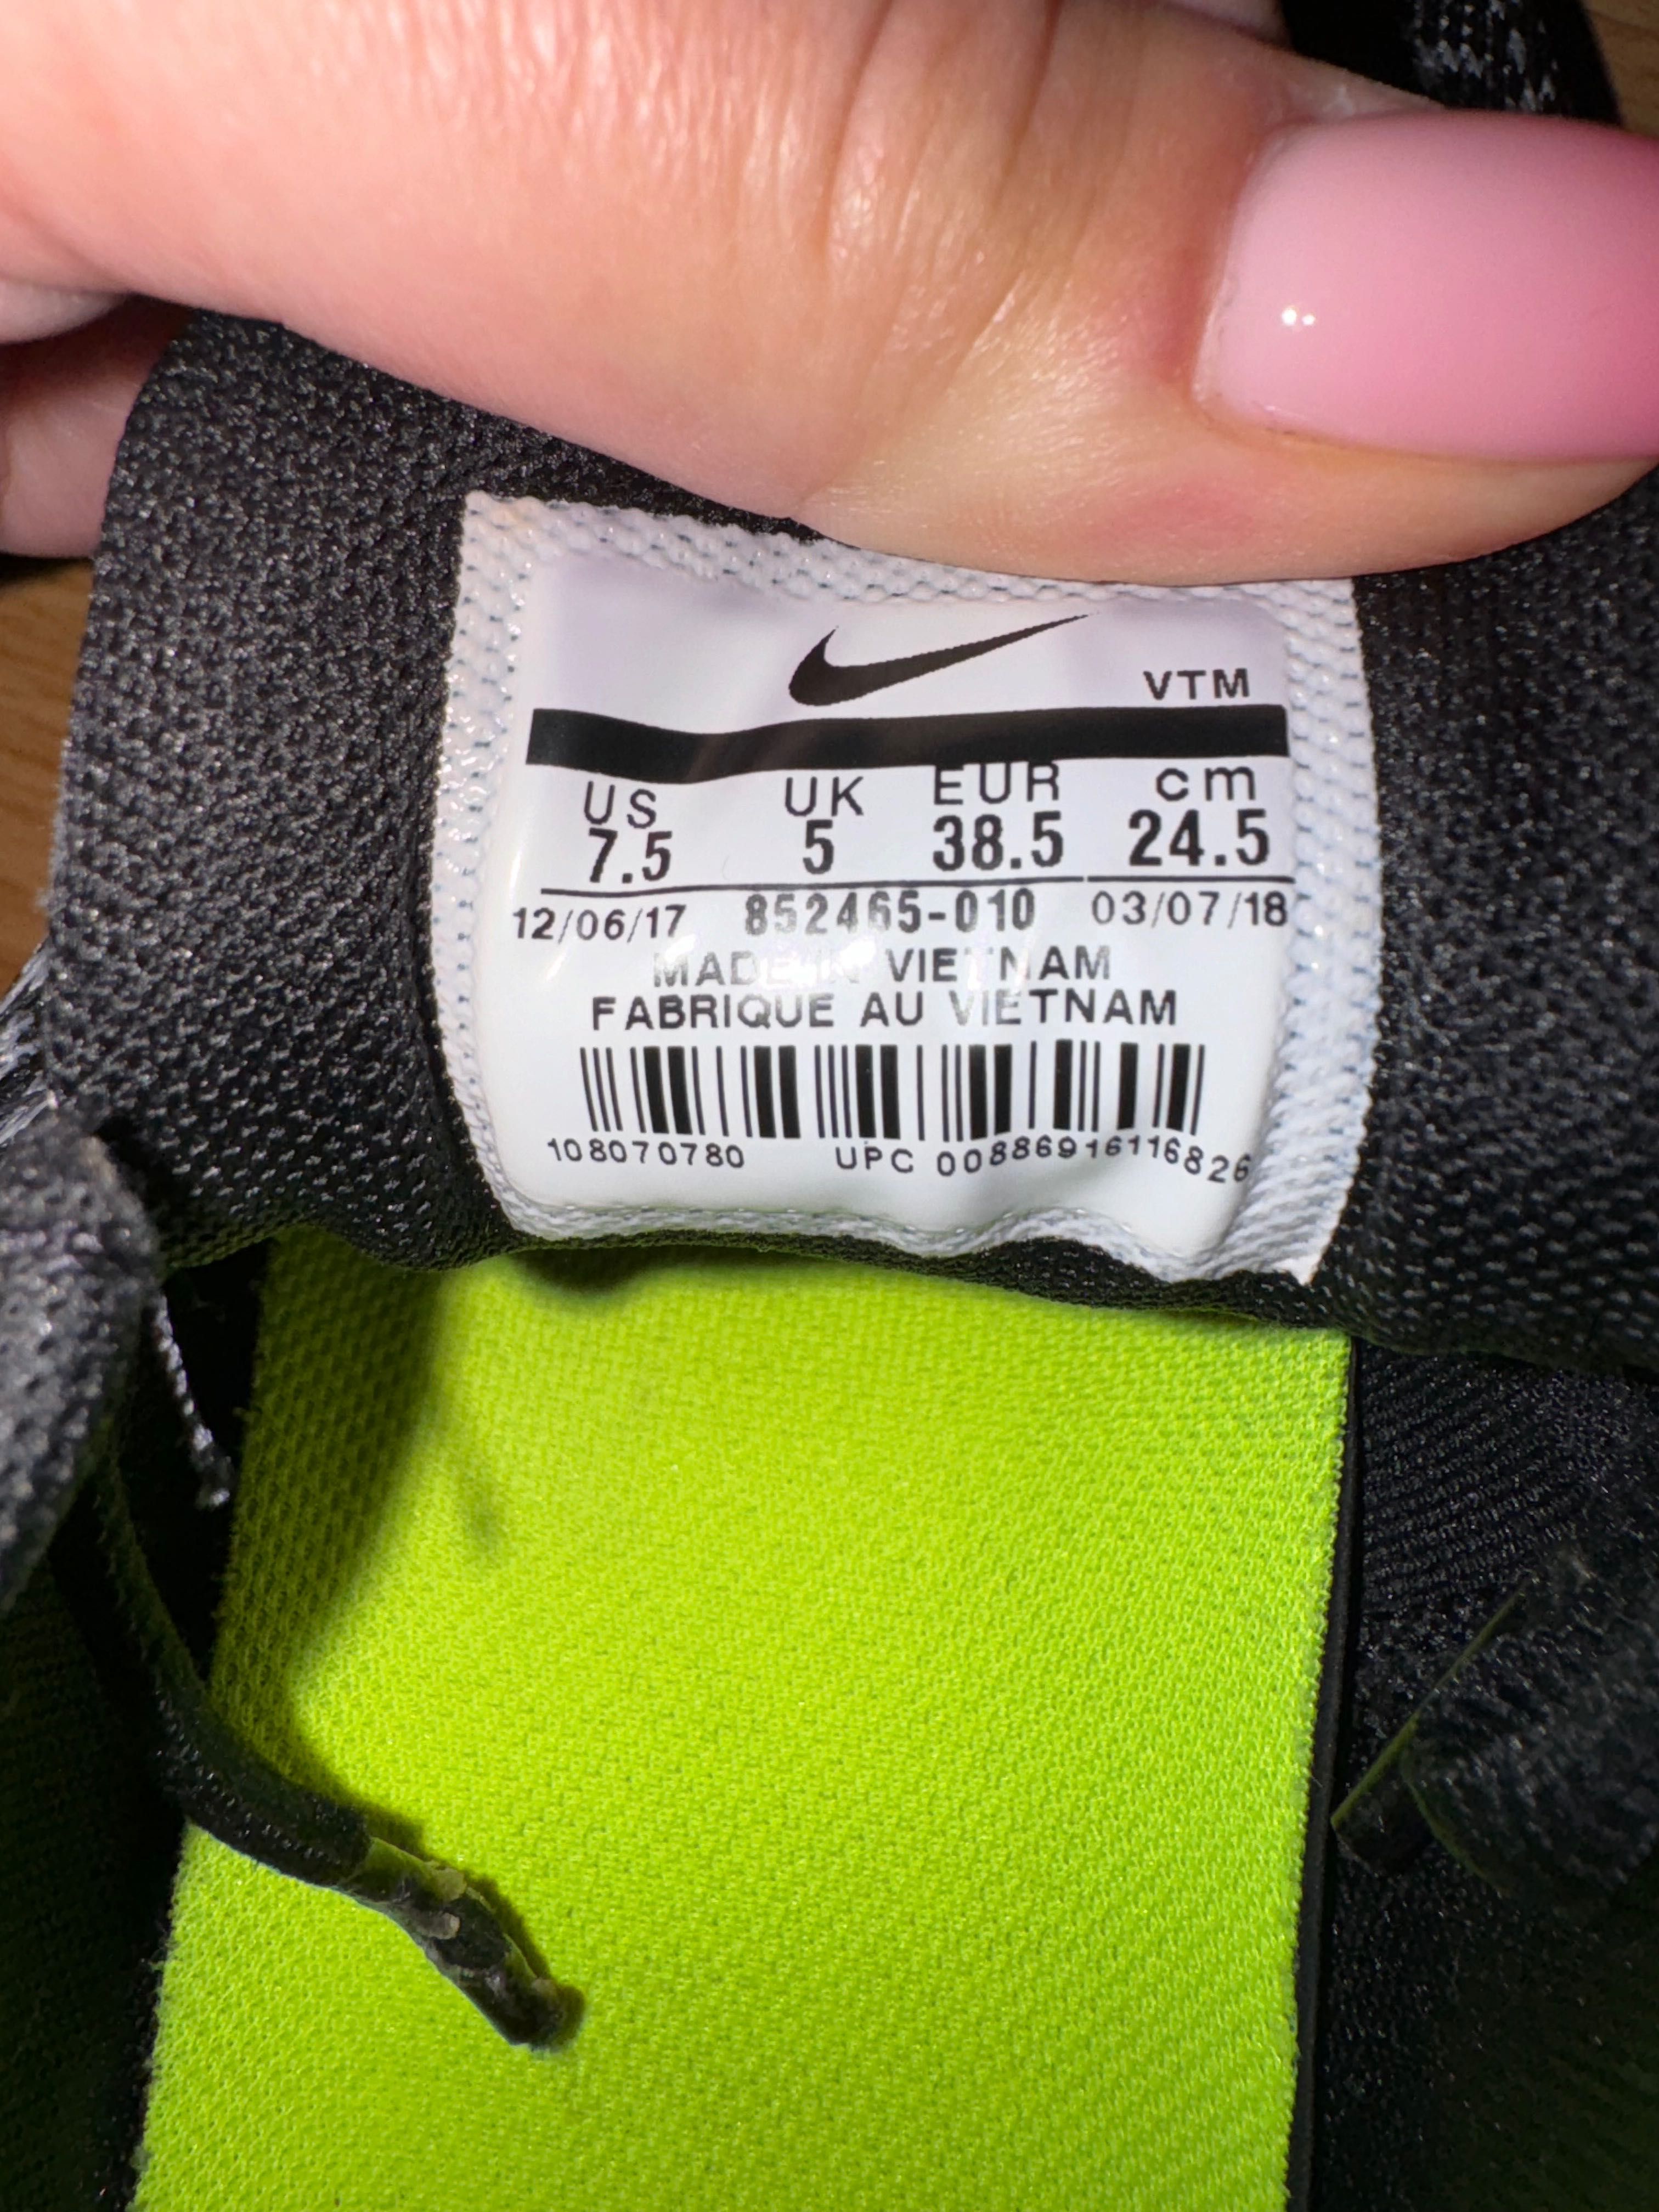 VTM
US UK EUR cm
7.5 5 38.5 24.5
12/06/17 852465-010 03/07/18
MADE IN VIETNAM
FABRIQUE AU VIETNAM
108070780 UPC 00886916116826